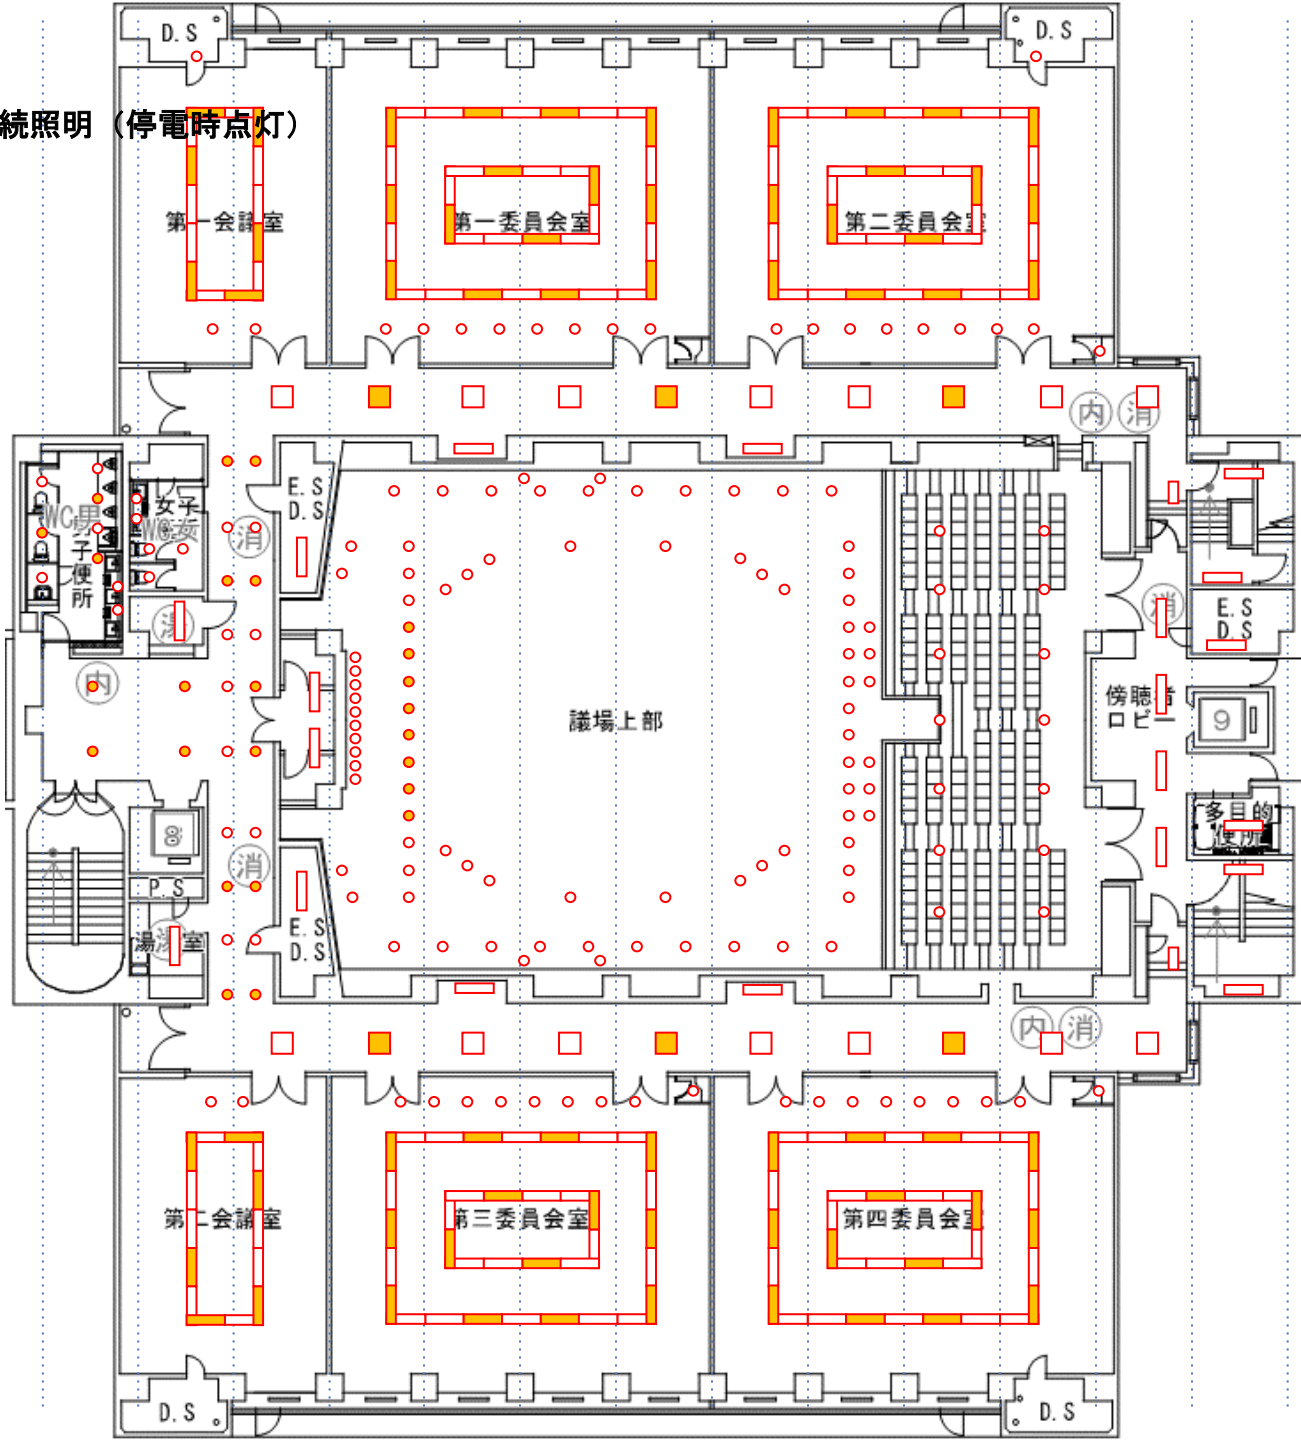 D.S
D.S
続照明（停電時点灯）
第一会議室
第一委員会室
第二委員会室
内
消
E.S
D.S
女子
WC男
WC女
男子便所
消
湯
消
E.S
D.S
内
傍聴者
ロビー
9
議場上部
多目的
便所
8
消
P.S
湯沸室
湯
E.S
D.S
内
消
第二会議室
第三委員会室
第四委員会室
D.S
D.S